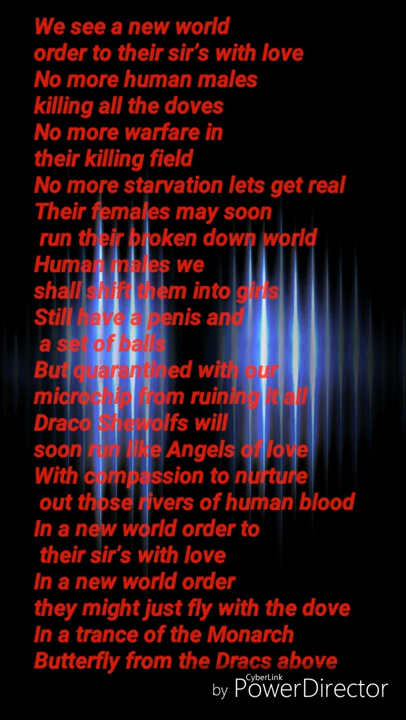 We see a new world
order to their sir's with love
No more human males
killing all the doves
No more warfare in
their killing field
No more starvation lets get real
Their females may soon
run their broken down world
Human males we
shall shift them into girls
Still have a penis and
a set of balls
But quarantined with our
microchip from ruining it all
Draco Shewolfs will
soon run like Angels of love
With compassion to nurture
out those rivers of human blood
In a new world order to
their sir's with love
In a new world order
they might just fly with the dove
In a trance of the Monarch
Butterfly from the Dracs above
CyberLink
by PowerDirector